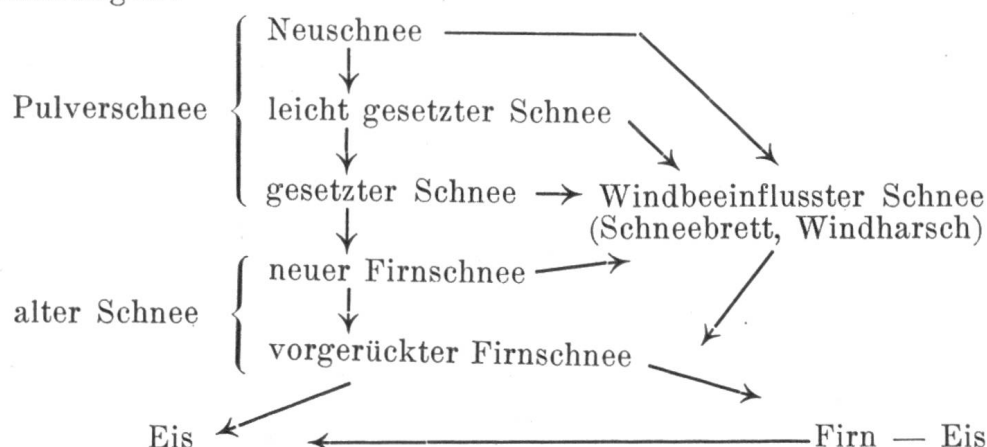 Neuschnee
Pulverschnee
leicht gesetzter Schnee
gesetzter Schnee
Windbeeinflusster Schnee
(Schneebrett, Windharsch)
neuer Firnschnee
alter Schnee
vorgerückter Firnschnee
Eis
Firn — Eis